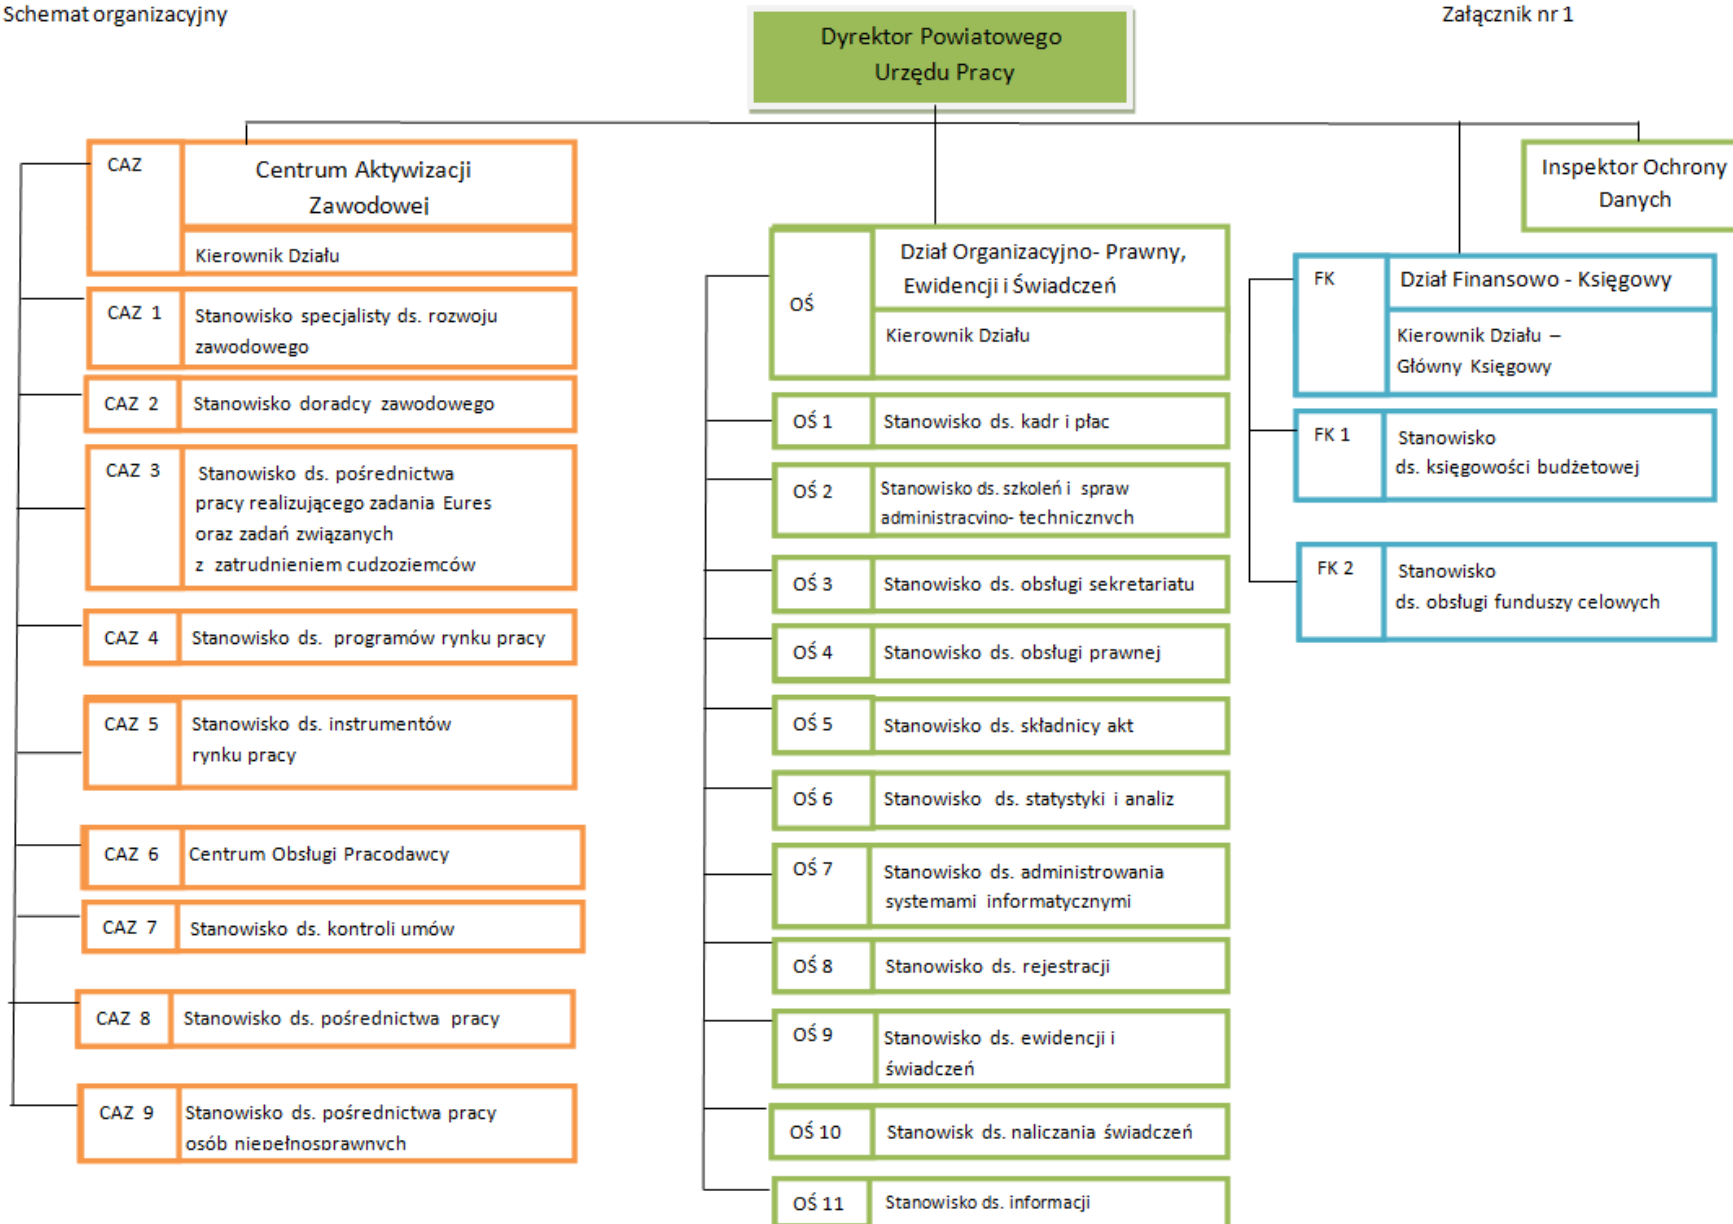 Schemat organizacyjny
Załącznik nr 1
Dyrektor Powiatowego
Urzędu Pracy
CAZ
Centrum Aktywizacji
Zawodowej
Kierownik Działu
CAZ 1
Stanowisko specjalisty ds. rozwoju
zawodowego
CAZ 2
Stanowisko doradcy zawodowego
CAZ 3
Stanowisko ds. pośrednictwa
pracy realizującego zadania Eures
oraz zadań związanych
z zatrudnieniem cudzoziemców
CAZ 4
Stanowisko ds. programów rynku pracy
CAZ 5
Stanowisko ds. instrumentów
rynku pracy
CAZ 6
Centrum Obsługi Pracodawcy
CAZ 7
Stanowisko ds. kontroli umów
CAZ 8
Stanowisko ds. pośrednictwa pracy
CAZ 9
Stanowisko ds. pośrednictwa pracy
osób niepełnosprawnych
OŚ
Dział Organizacyjno- Prawny,
Ewidencji i Świadczeń
Kierownik Działu
OŚ 1
Stanowisko ds. kadr i płac
OŚ 2
Stanowisko ds. szkoleń i spraw
administracyjno- technicznych
OŚ 3
Stanowisko ds. obsługi sekretariatu
OŚ 4
Stanowisko ds. obsługi prawnej
OŚ 5
Stanowisko ds. składnicy akt
OŚ 6
Stanowisko ds. statystyki i analiz
OŚ 7
Stanowisko ds. administrowania
systemami informatycznymi
OŚ 8
Stanowisko ds. rejestracji
OŚ 9
Stanowisko ds. ewidencji i
świadczeń
OŚ 10
Stanowisk ds. naliczania świadczeń
OŚ 11
Stanowisko ds. informacji
Inspektor Ochrony
Danych
FK
Dział Finansowo - Księgowy
Kierownik Działu –
Główny Księgowy
FK 1
Stanowisko
ds. księgowości budżetowej
FK 2
Stanowisko
ds. obsługi funduszy celowych